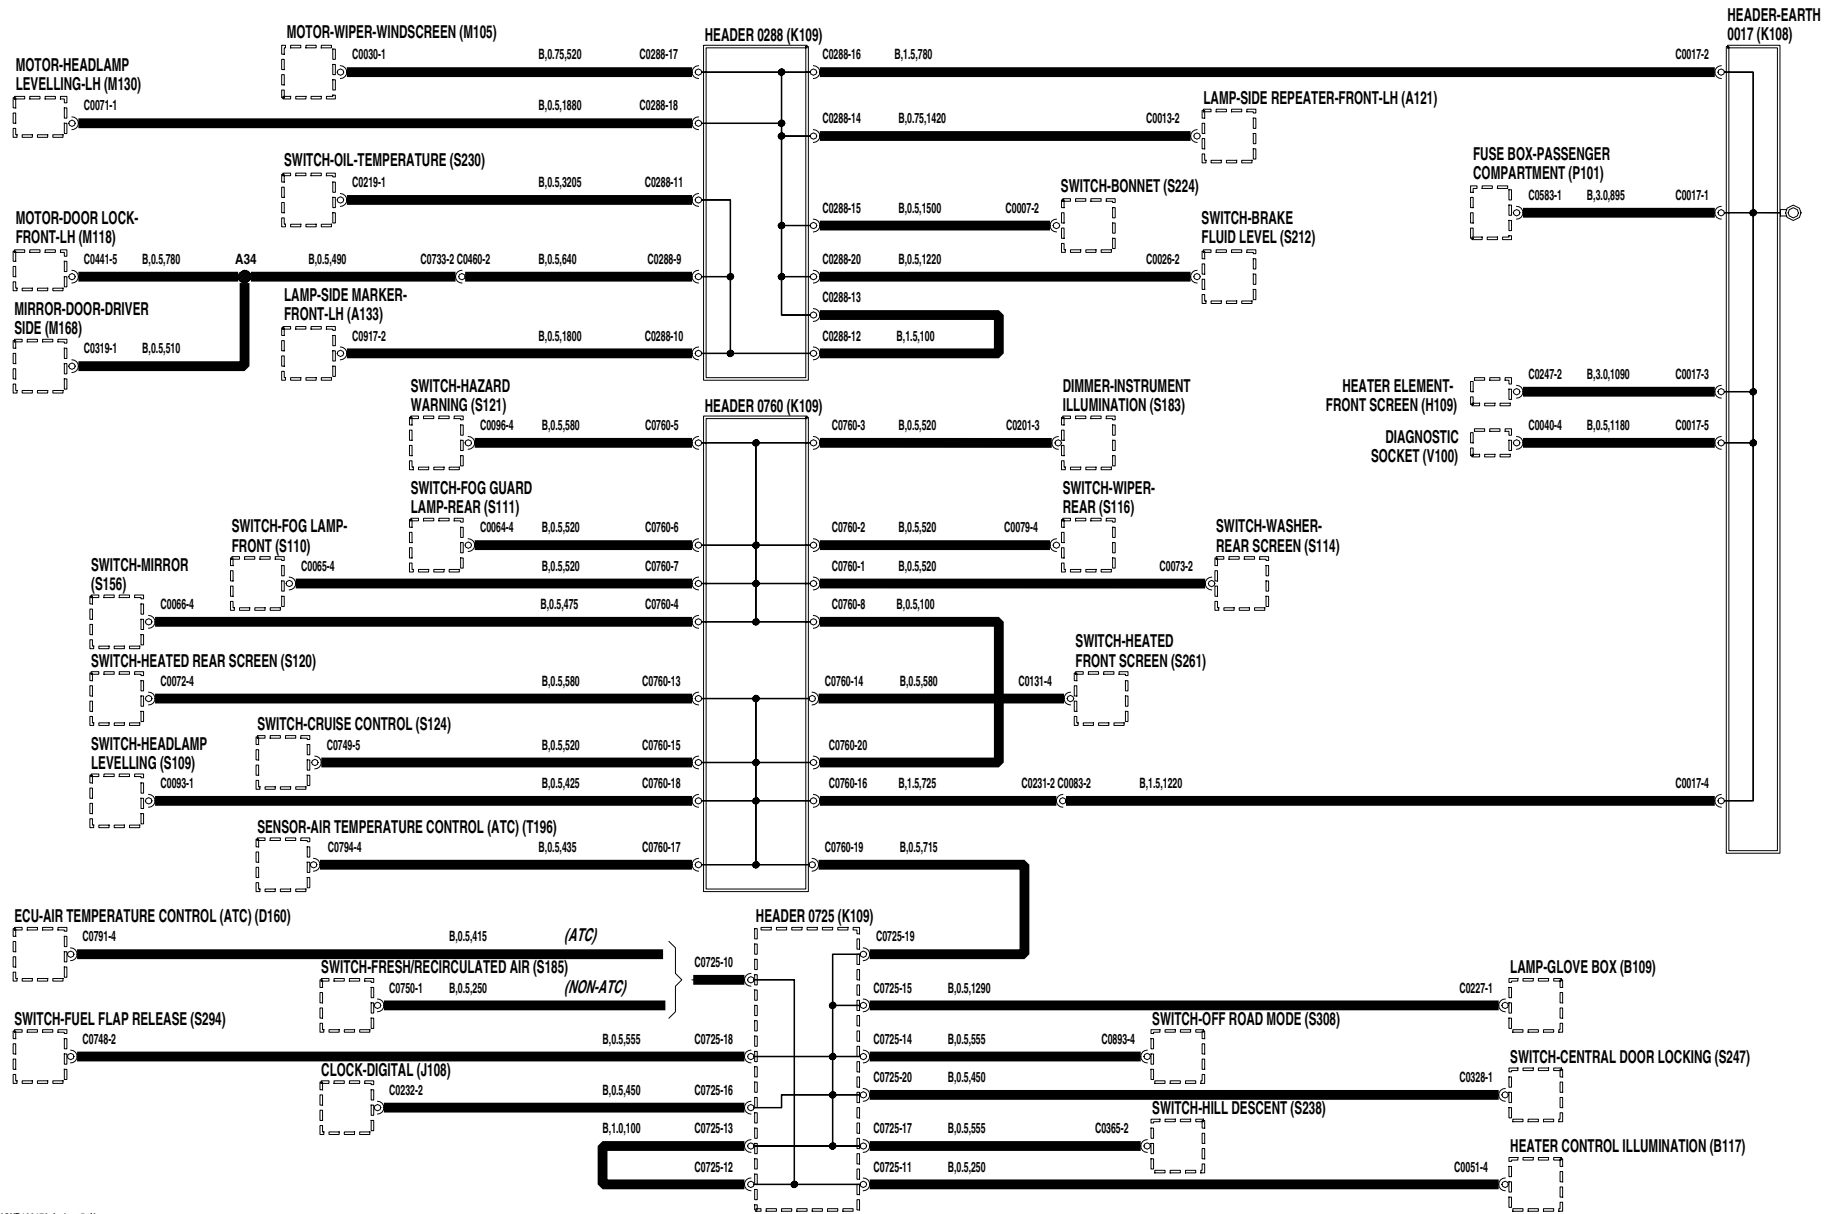 HEADER-EARTH
0017 (K108)
MOTOR-WIPER-WINDSCREEN (M105)
HEADER 0288 (K109)
C0030-1 B,0.75,520 C0288-17
C0288-16 B,1.5,780 C0017-2
MOTOR-HEADLAMP
LEVELLING-LH (M130)
C0071-1 B,0.5,1880 C0288-18
LAMP-SIDE REPEATER-FRONT-LH (A121)
C0288-14 B,0.75,1420 C0013-2
SWITCH-OIL-TEMPERATURE (S230)
C0219-1 B,0.5,3205 C0288-11
FUSE BOX-PASSENGER
COMPARTMENT (P101)
C0583-1 B,3.0,895 C0017-1
SWITCH-BONNET (S224)
C0288-15 B,0.5,1500 C0007-2
MOTOR-DOOR LOCK-
FRONT-LH (M118)
SWITCH-BRAKE
FLUID LEVEL (S212)
C0441-5 B,0.5,780 A34 B,0.5,490 C0733-2 C0460-2 B,0.5,640 C0288-9
C0288-20 B,0.5,1220 C0026-2
MIRROR-DOOR-DRIVER
SIDE (M168)
C0319-1 B,0.5,510
LAMP-SIDE MARKER-
FRONT-LH (A133)
C0917-2 B,0.5,1800 C0288-10
C0288-13
C0288-12 B,1.5,100
SWITCH-HAZARD
WARNING (S121)
C0096-4 B,0.5,580 C0760-5
HEADER 0760 (K109)
DIMMER-INSTRUMENT
ILLUMINATION (S183)
C0760-3 B,0.5,520 C0201-3
HEATER ELEMENT-
FRONT SCREEN (H109)
C0247-2 B,3.0,1090 C0017-3
DIAGNOSTIC
SOCKET (V100)
C0040-4 B,0.5,1180 C0017-5
SWITCH-FOG GUARD
LAMP-REAR (S111)
C0064-4 B,0.5,520 C0760-6
SWITCH-WIPER-
REAR (S116)
C0760-2 B,0.5,520 C0079-4
SWITCH-FOG LAMP-
FRONT (S110)
C0065-4 B,0.5,520 C0760-7
SWITCH-WASHER-
REAR SCREEN (S114)
C0760-1 B,0.5,520 C0073-2
SWITCH-MIRROR
(S156)
C0066-4 B,0.5,475 C0760-4
C0760-8 B,0.5,100
SWITCH-HEATED REAR SCREEN (S120)
C0072-4 B,0.5,580 C0760-13
SWITCH-HEATED
FRONT SCREEN (S261)
C0760-14 B,0.5,580 C0131-4
SWITCH-CRUISE CONTROL (S124)
C0749-5 B,0.5,520 C0760-15
C0760-20
SWITCH-HEADLAMP
LEVELLING (S109)
C0093-1 B,0.5,425 C0760-18
C0760-16 B,1.5,725 C0231-2 C0083-2 B,1.5,1220 C0017-4
SENSOR-AIR TEMPERATURE CONTROL (ATC) (T196)
C0794-4 B,0.5,435 C0760-17
C0760-19 B,0.5,715
ECU-AIR TEMPERATURE CONTROL (ATC) (D160)
C0791-4 B,0.5,415 (ATC)
HEADER 0725 (K109)
C0725-19
C0725-10
SWITCH-FRESH/RECIRCULATED AIR (S185)
C0750-1 B,0.5,250 (NON-ATC)
LAMP-GLOVE BOX (B109)
C0725-15 B,0.5,1290 C0227-1
SWITCH-FUEL FLAP RELEASE (S294)
C0748-2 B,0.5,555 C0725-18
SWITCH-OFF ROAD MODE (S308)
C0725-14 B,0.5,555 C0893-4
CLOCK-DIGITAL (J108)
C0232-2 B,0.5,450 C0725-16
SWITCH-CENTRAL DOOR LOCKING (S247)
C0725-20 B,0.5,450 C0328-1
B,1.0,100 C0725-13
SWITCH-HILL DESCENT (S238)
C0725-17 B,0.5,555 C0365-2
C0725-12
HEATER CONTROL ILLUMINATION (B117)
C0725-11 B,0.5,250 C0051-4